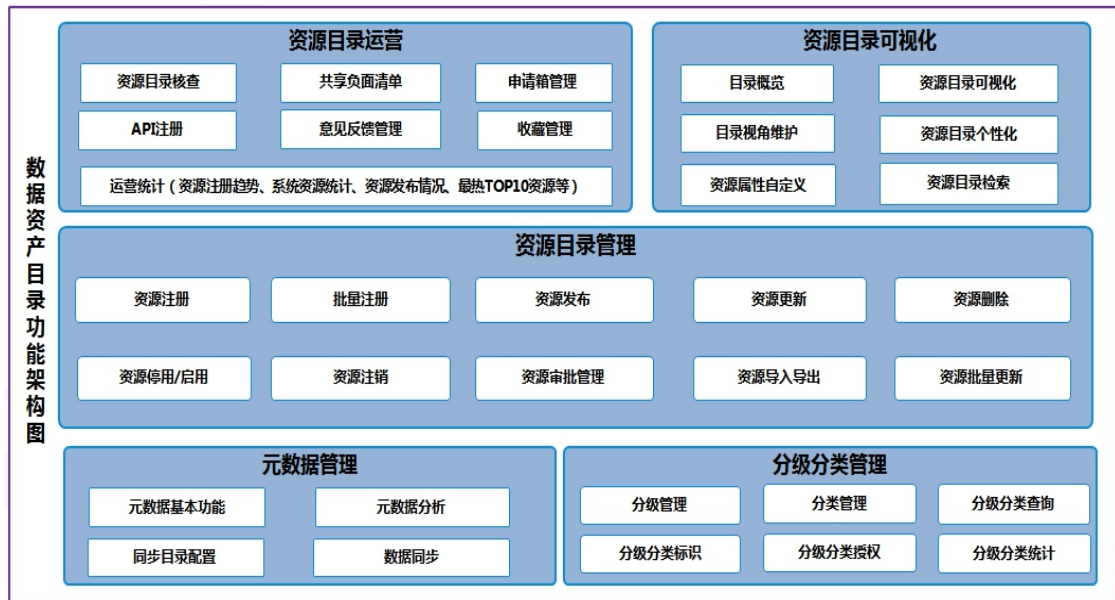 数据资产目录功能架构图
资源目录运营
资源目录核查
共享负面清单
申请箱管理
API注册
意见反馈管理
收藏管理
运营统计（资源注册趋势、系统资源统计、资源发布情况、最热TOP10资源等）
资源目录可视化
目录概览
资源目录可视化
目录视角维护
资源目录个性化
资源属性自定义
资源目录检索
资源目录管理
资源注册
批量注册
资源发布
资源更新
资源删除
资源停用/启用
资源注销
资源审批管理
资源导入导出
资源批量更新
元数据管理
元数据基本功能
元数据分析
同步目录配置
数据同步
分级分类管理
分级管理
分类管理
分级分类查询
分级分类标识
分级分类授权
分级分类统计